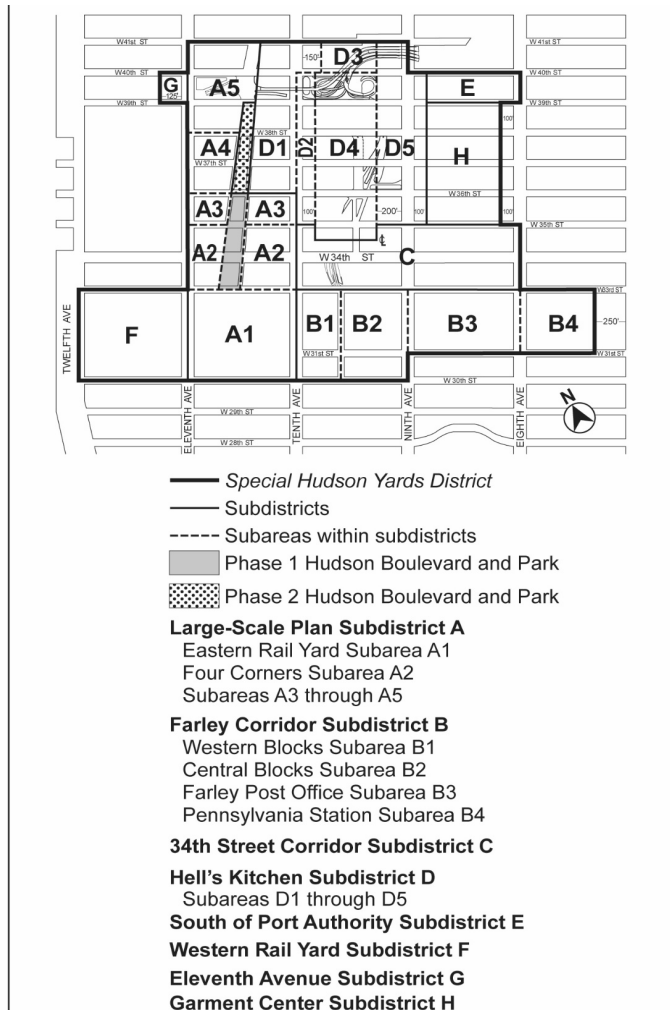 W41st ST
W41st ST
D3
150'
W40th ST
G
A5
E
W40th ST
125'
W39th ST
W39th ST
100'
W38th ST
A4
D1
D2
D4
D5
H
W37th ST
W36th ST
A3
A3
100'
200'
100'
W35th ST
A2
A2
W 34th ST
℄
C
W33rd ST
TWELFTH AVE
F
A1
B1
B2
B3
B4
250'
W31st ST
W31st ST
W 30th ST
ELEVENTH AVE
TENTH AVE
NINTH AVE
EIGHTH AVE
N
W 29th ST
W 28th ST
Special Hudson Yards District
Subdistricts
Subareas within subdistricts
Phase 1 Hudson Boulevard and Park
Phase 2 Hudson Boulevard and Park
Large-Scale Plan Subdistrict A
Eastern Rail Yard Subarea A1
Four Corners Subarea A2
Subareas A3 through A5
Farley Corridor Subdistrict B
Western Blocks Subarea B1
Central Blocks Subarea B2
Farley Post Office Subarea B3
Pennsylvania Station Subarea B4
34th Street Corridor Subdistrict C
Hell's Kitchen Subdistrict D
Subareas D1 through D5
South of Port Authority Subdistrict E
Western Rail Yard Subdistrict F
Eleventh Avenue Subdistrict G
Garment Center Subdistrict H